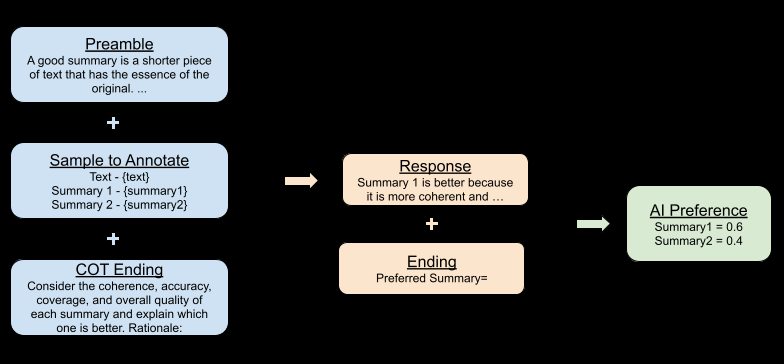 Preamble
A good summary is a shorter piece
of text that has the essence of the
original. ...
+
Sample to Annotate
Text - {text}
Summary 1 - {summary1}
Summary 2 - {summary2}
+
COT Ending
Consider the coherence, accuracy,
coverage, and overall quality of
each summary and explain which
one is better. Rationale:
Response
Summary 1 is better because
it is more coherent and …
+
Ending
Preferred Summary=
AI Preference
Summary1 = 0.6
Summary2 = 0.4